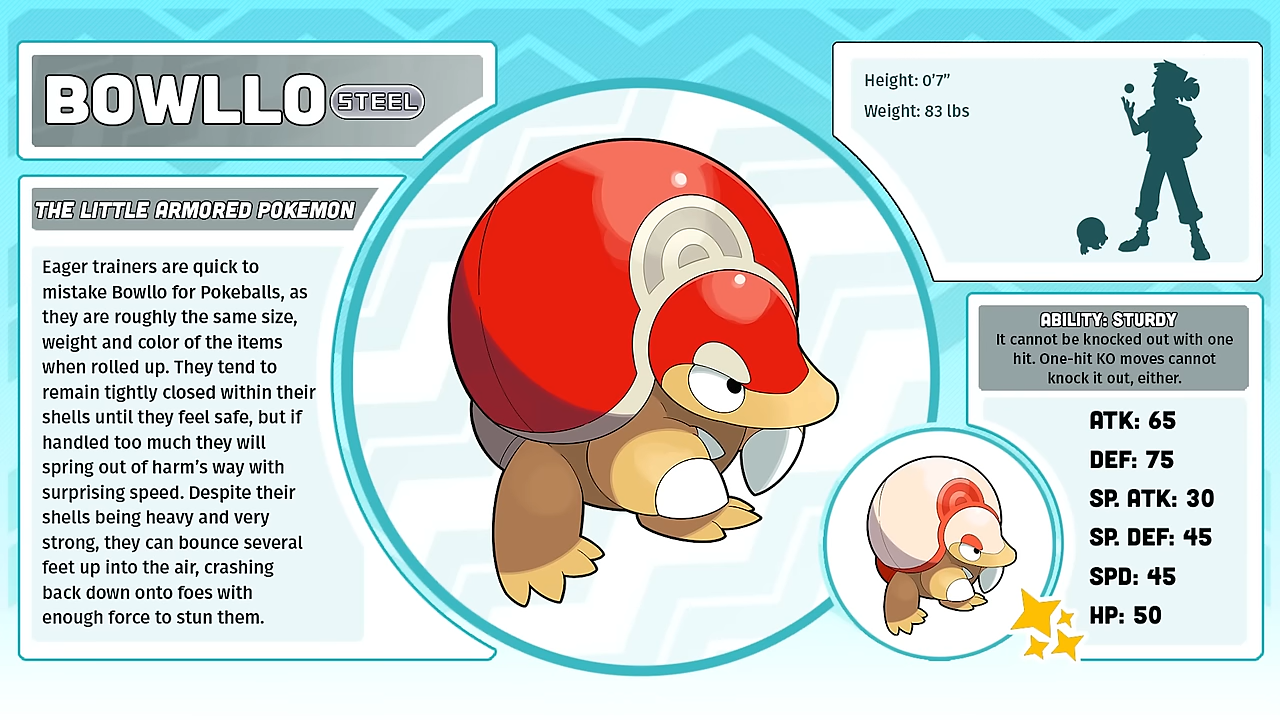 BOWLLO STEEL
THE LITTLE ARMORED POKEMON
Eager trainers are quick to
mistake Bowllo for Pokeballs, as
they are roughly the same size,
weight and color of the items
when rolled up. They tend to
remain tightly closed within their
shells until they feel safe, but if
handled too much they will
spring out of harm's way with
surprising speed. Despite their
shells being heavy and very
strong, they can bounce several
feet up into the air, crashing
back down onto foes with
enough force to stun them.
Height: 0'7”
Weight: 83 lbs
ABILITY: STURDY
It cannot be knocked out with one
hit. One-hit KO moves cannot
knock it out, either.
ATK: 65
DEF: 75
SP. ATK: 30
SP. DEF: 45
SPD: 45
HP: 50